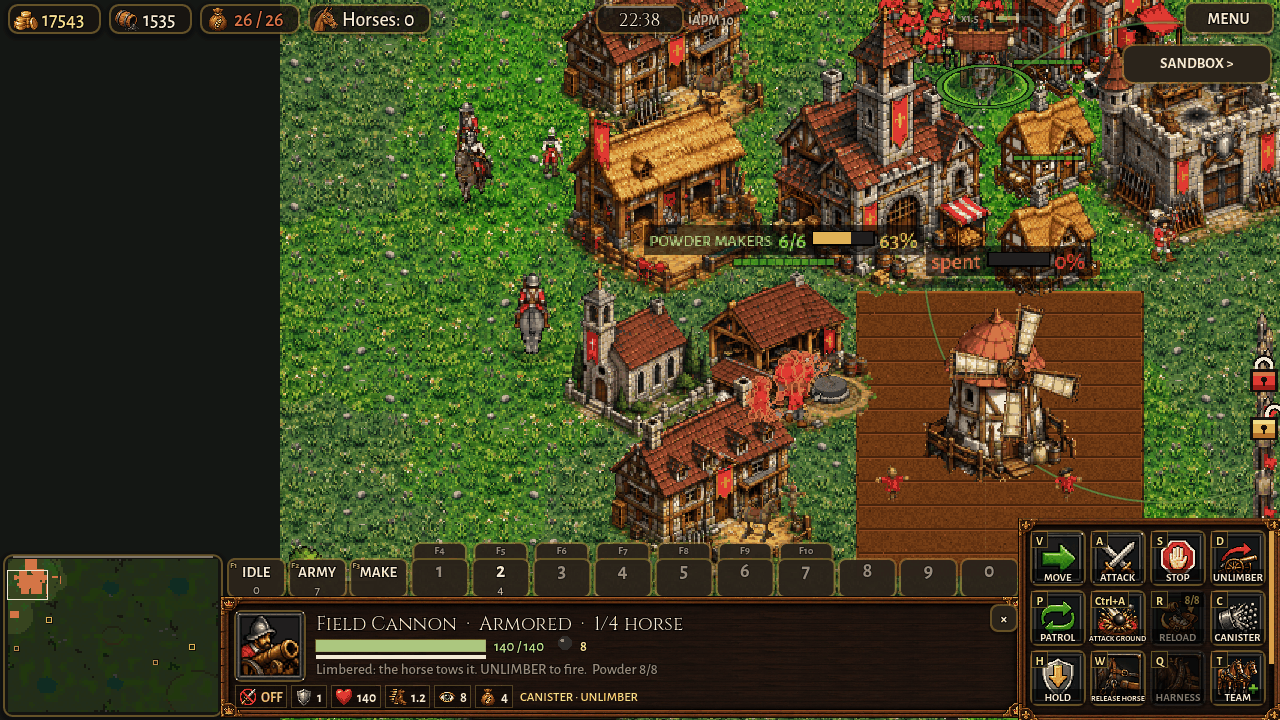 17543
1535
26 / 26
Horses: 0
22:38
iAPM 10
x1.5
MENU
SANDBOX >
POWDER MAKERS 6/6 63%
spent 0%
F1 IDLE 0
F2 ARMY 7
F3 MAKE
F4 1
F5 2 4
F6 3
F7 4
F8 5
F9 6
F10 7
8
9
0
FIELD CANNON · ARMORED · 1/4 HORSE
×
140 / 140 8
Limbered: the horse tows it. UNLIMBER to fire. Powder 8/8
OFF 1 140 1.2 8 4 CANISTER · UNLIMBER
V MOVE
A ATTACK
S STOP
D UNLIMBER
P PATROL
Ctrl+A ATTACK GROUND
R 8/8 RELOAD
C CANISTER
H HOLD
W RELEASE HORSE
Q HARNESS
T TEAM